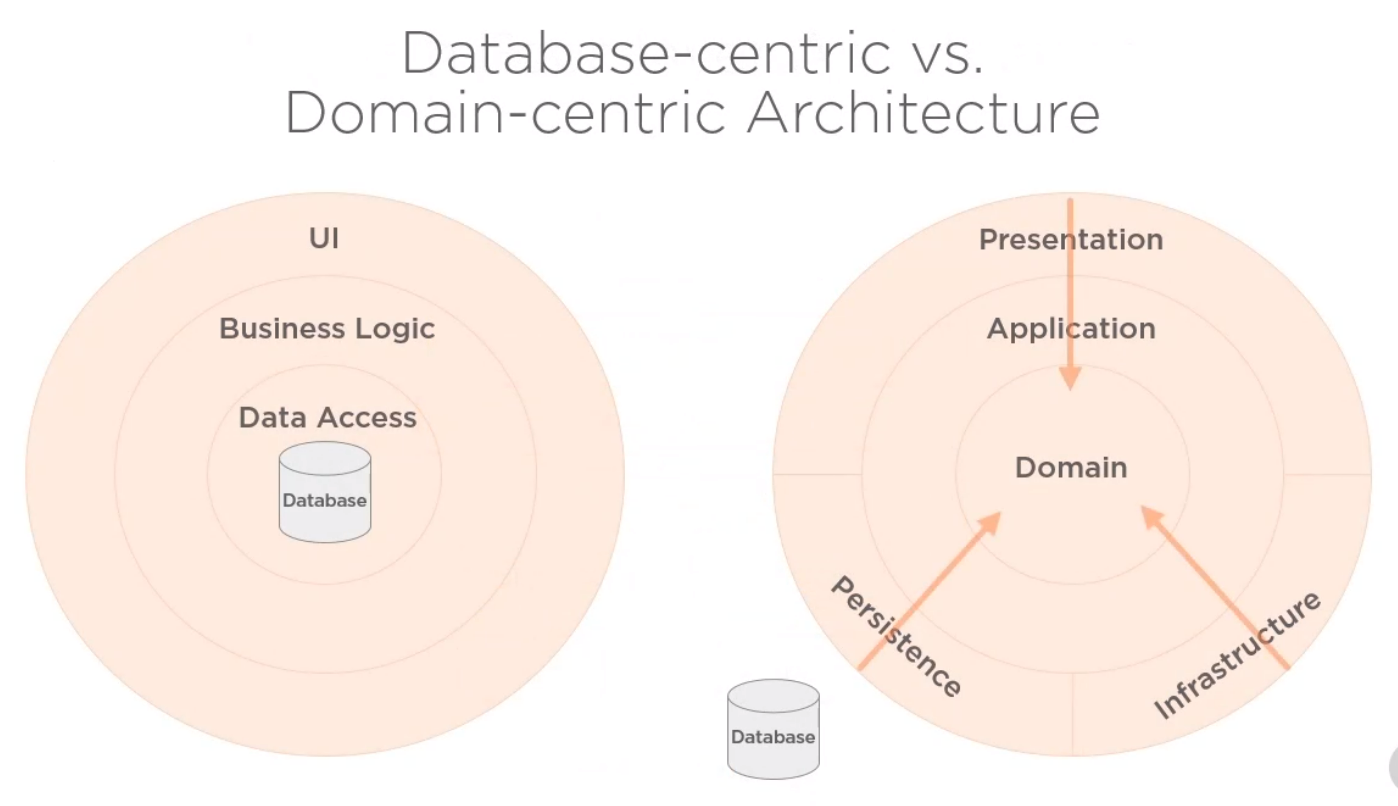 Database-centric vs.
Domain-centric Architecture
UI
Business Logic
Data Access
Database
Presentation
Application
Domain
Persistence
Infrastructure
Database